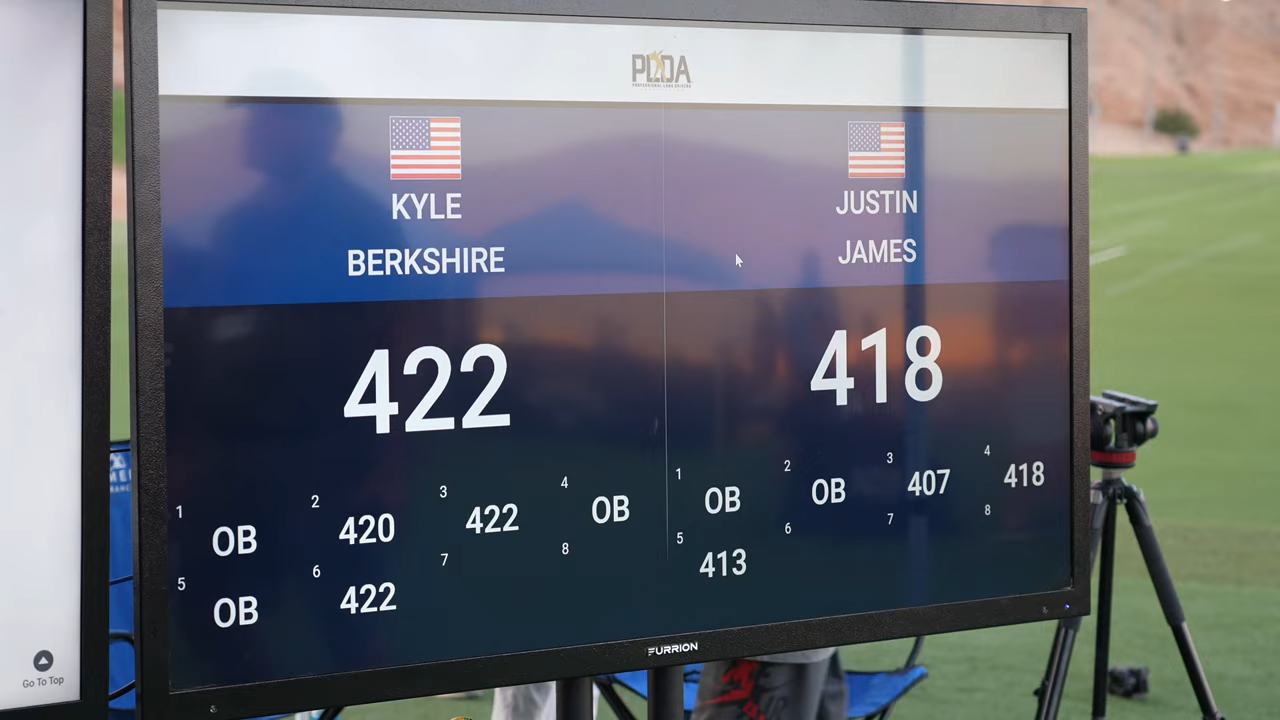 PLDA
PROFESSIONAL LONG DRIVERS
KYLE
BERKSHIRE
422
1 OB 2 420 3 422 4 OB
5 OB 6 422 7 8
JUSTIN
JAMES
418
1 OB 2 OB 3 407 4 418
5 413 6 7 8
FURRION
Go To Top